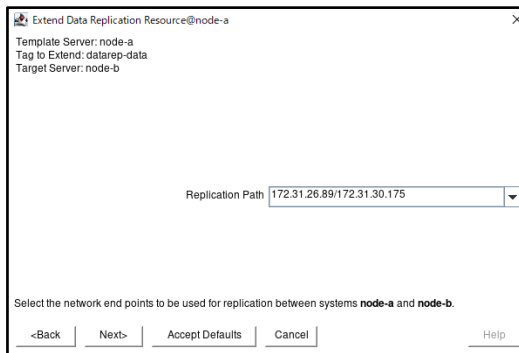 Extend Data Replication Resource@node-a
Template Server: node-a
Tag to Extend: datarep-data
Target Server: node-b
Replication Path 172.31.26.89/172.31.30.175
Select the network end points to be used for replication between systems node-a and node-b.
<Back Next> Accept Defaults Cancel Help